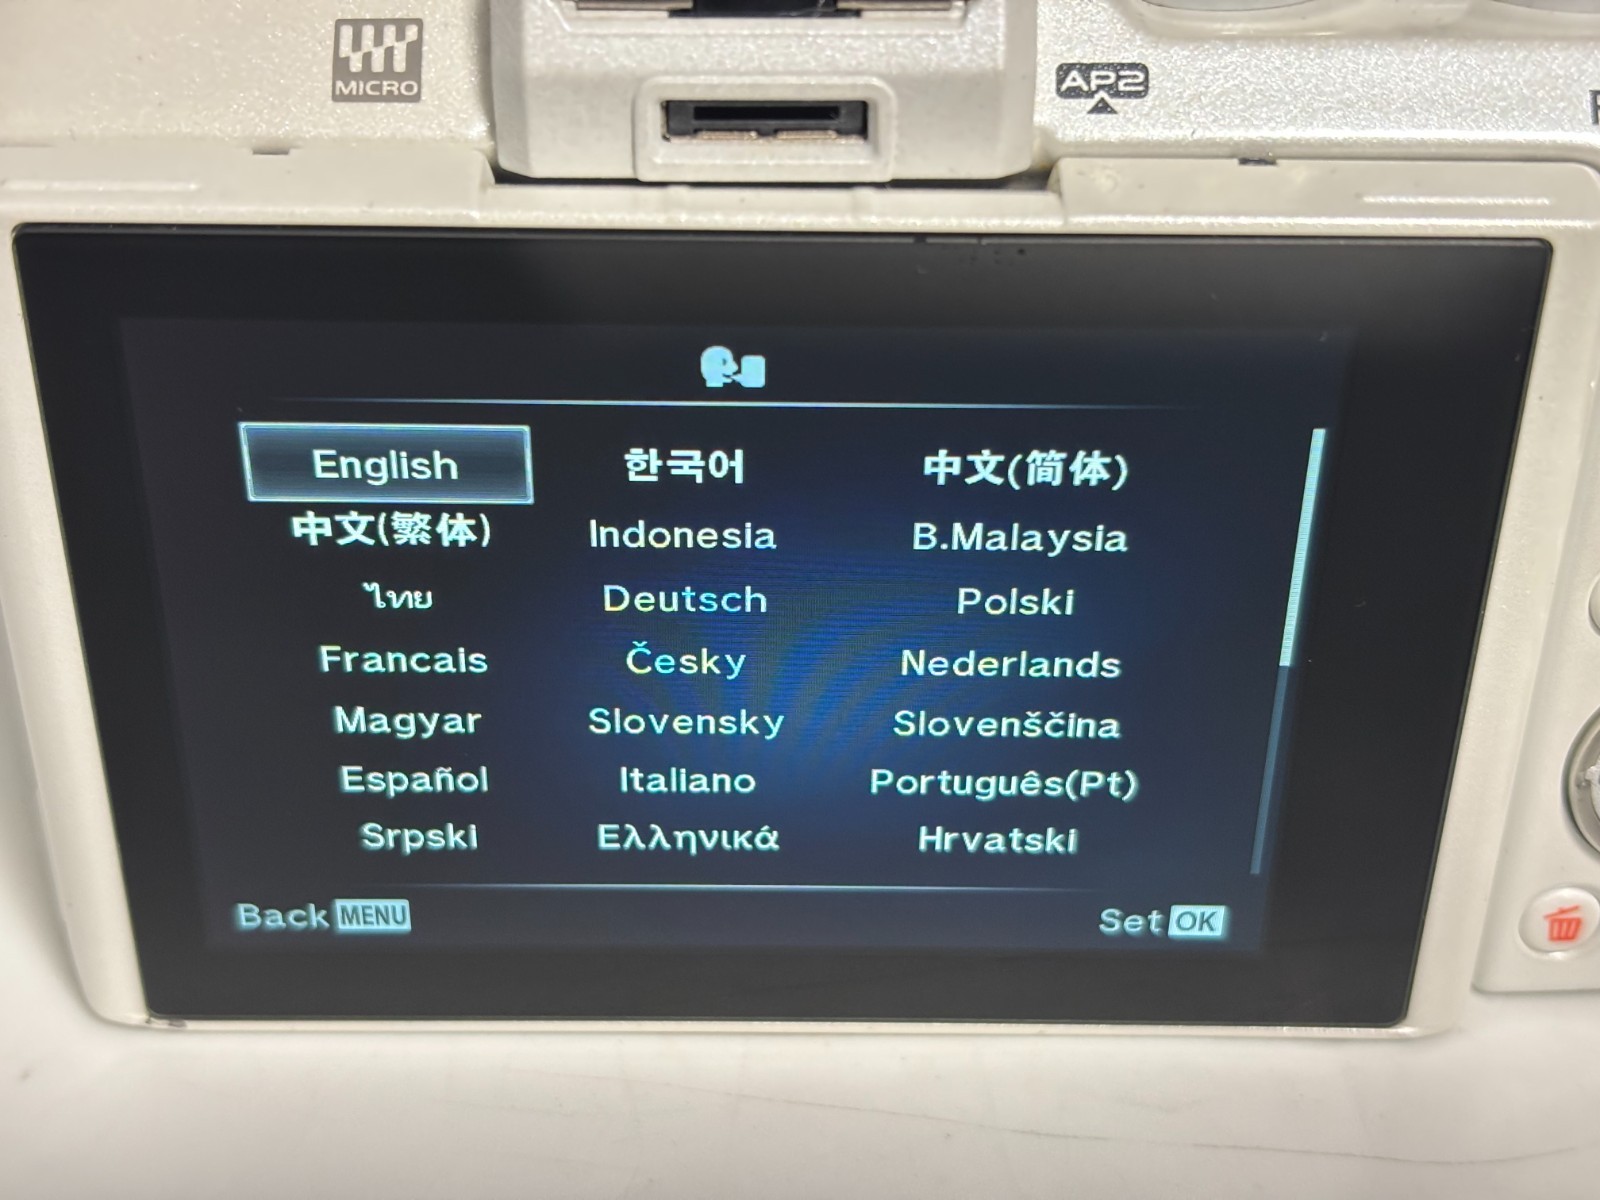 MICRO
AP2
English 한국어 中文(简体)
中文(繁体) Indonesia B.Malaysia
ไทย Deutsch Polski
Francais Česky Nederlands
Magyar Slovensky Slovenščina
Español Italiano Português(Pt)
Srpski Ελληνικά Hrvatski
Back MENU Set OK